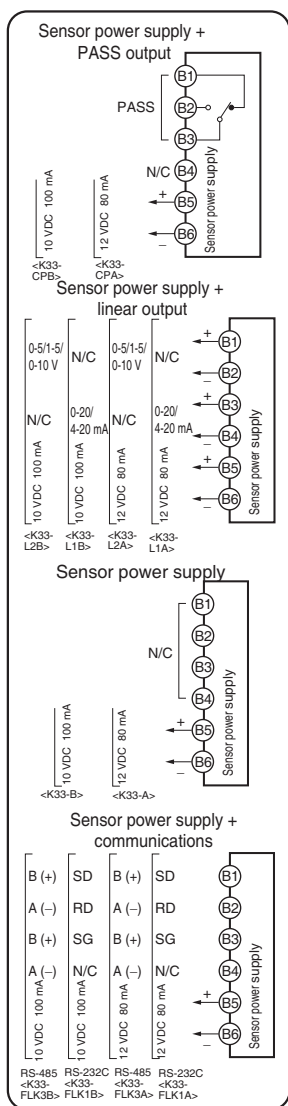 Sensor power supply +
PASS output
B1
PASS
B2
B3
N/C
B4
+
B5
−
B6
Sensor power supply
10 VDC 100 mA
12 VDC 80 mA
<K33-
CPB>
<K33-
CPA>
Sensor power supply +
linear output
0-5/1-5/
0-10 V
N/C
0-5/1-5/
0-10 V
N/C
N/C
0-20/
4-20 mA
N/C
0-20/
4-20 mA
10 VDC 100 mA
10 VDC 100 mA
12 VDC 80 mA
12 VDC 80 mA
+
B1
−
B2
+
B3
−
B4
+
B5
−
B6
Sensor power supply
<K33-
L2B>
<K33-
L1B>
<K33-
L2A>
<K33-
L1A>
Sensor power supply
B1
B2
N/C
B3
B4
+
B5
−
B6
Sensor power supply
10 VDC 100 mA
12 VDC 80 mA
<K33-B>
<K33-A>
Sensor power supply +
communications
B (+) SD B (+) SD
B1
A (−) RD A (−) RD
B2
B (+) SG B (+) SG
B3
A (−) N/C A (−) N/C
B4
+
B5
−
B6
Sensor power supply
10 VDC 100 mA
10 VDC 100 mA
12 VDC 80 mA
12 VDC 80 mA
RS-485
<K33-
FLK3B>
RS-232C
<K33-
FLK1B>
RS-485
<K33-
FLK3A>
RS-232C
<K33-
FLK1A>